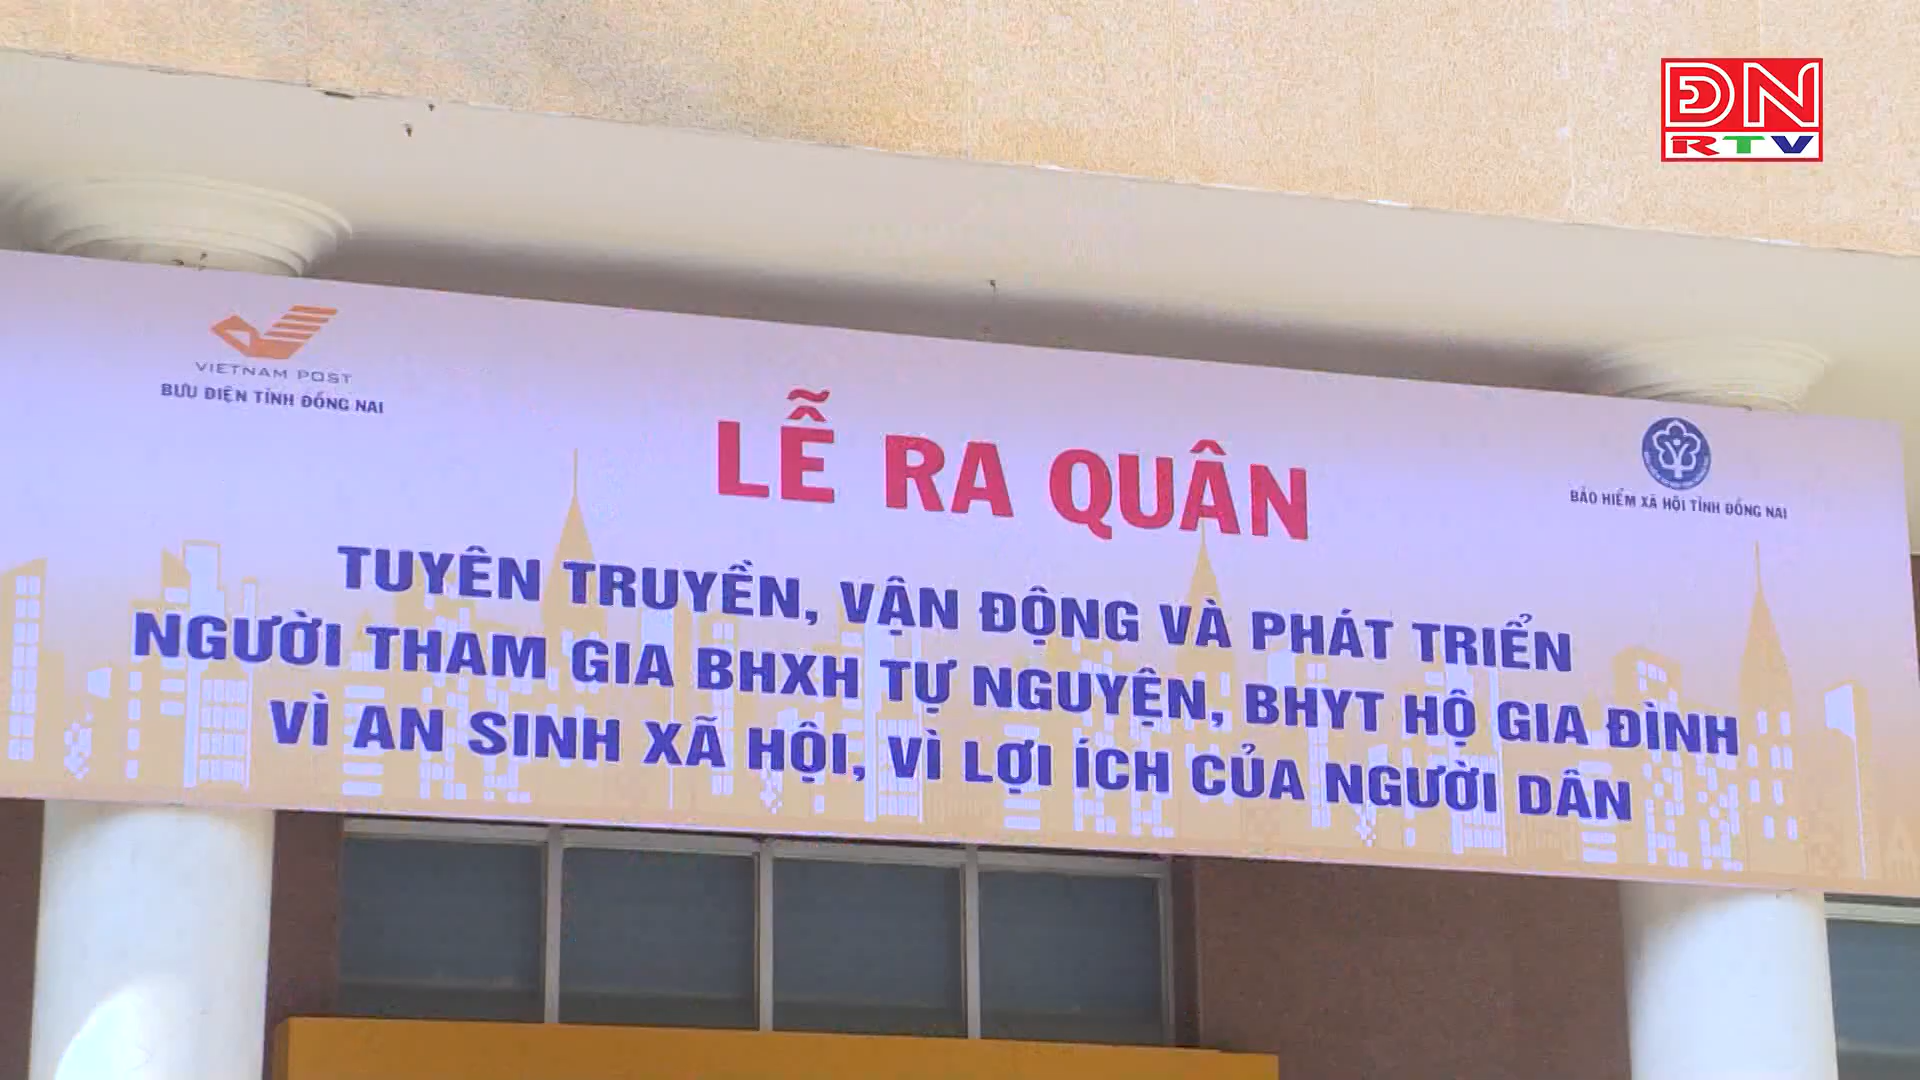 ĐN
RTV
VIETNAM POST
BƯU ĐIỆN TỈNH ĐỒNG NAI
BẢO HIỂM XÃ HỘI TỈNH ĐỒNG NAI
LỄ RA QUÂN
TUYÊN TRUYỀN, VẬN ĐỘNG VÀ PHÁT TRIỂN
NGƯỜI THAM GIA BHXH TỰ NGUYỆN, BHYT HỘ GIA ĐÌNH
VÌ AN SINH XÃ HỘI, VÌ LỢI ÍCH CỦA NGƯỜI DÂN